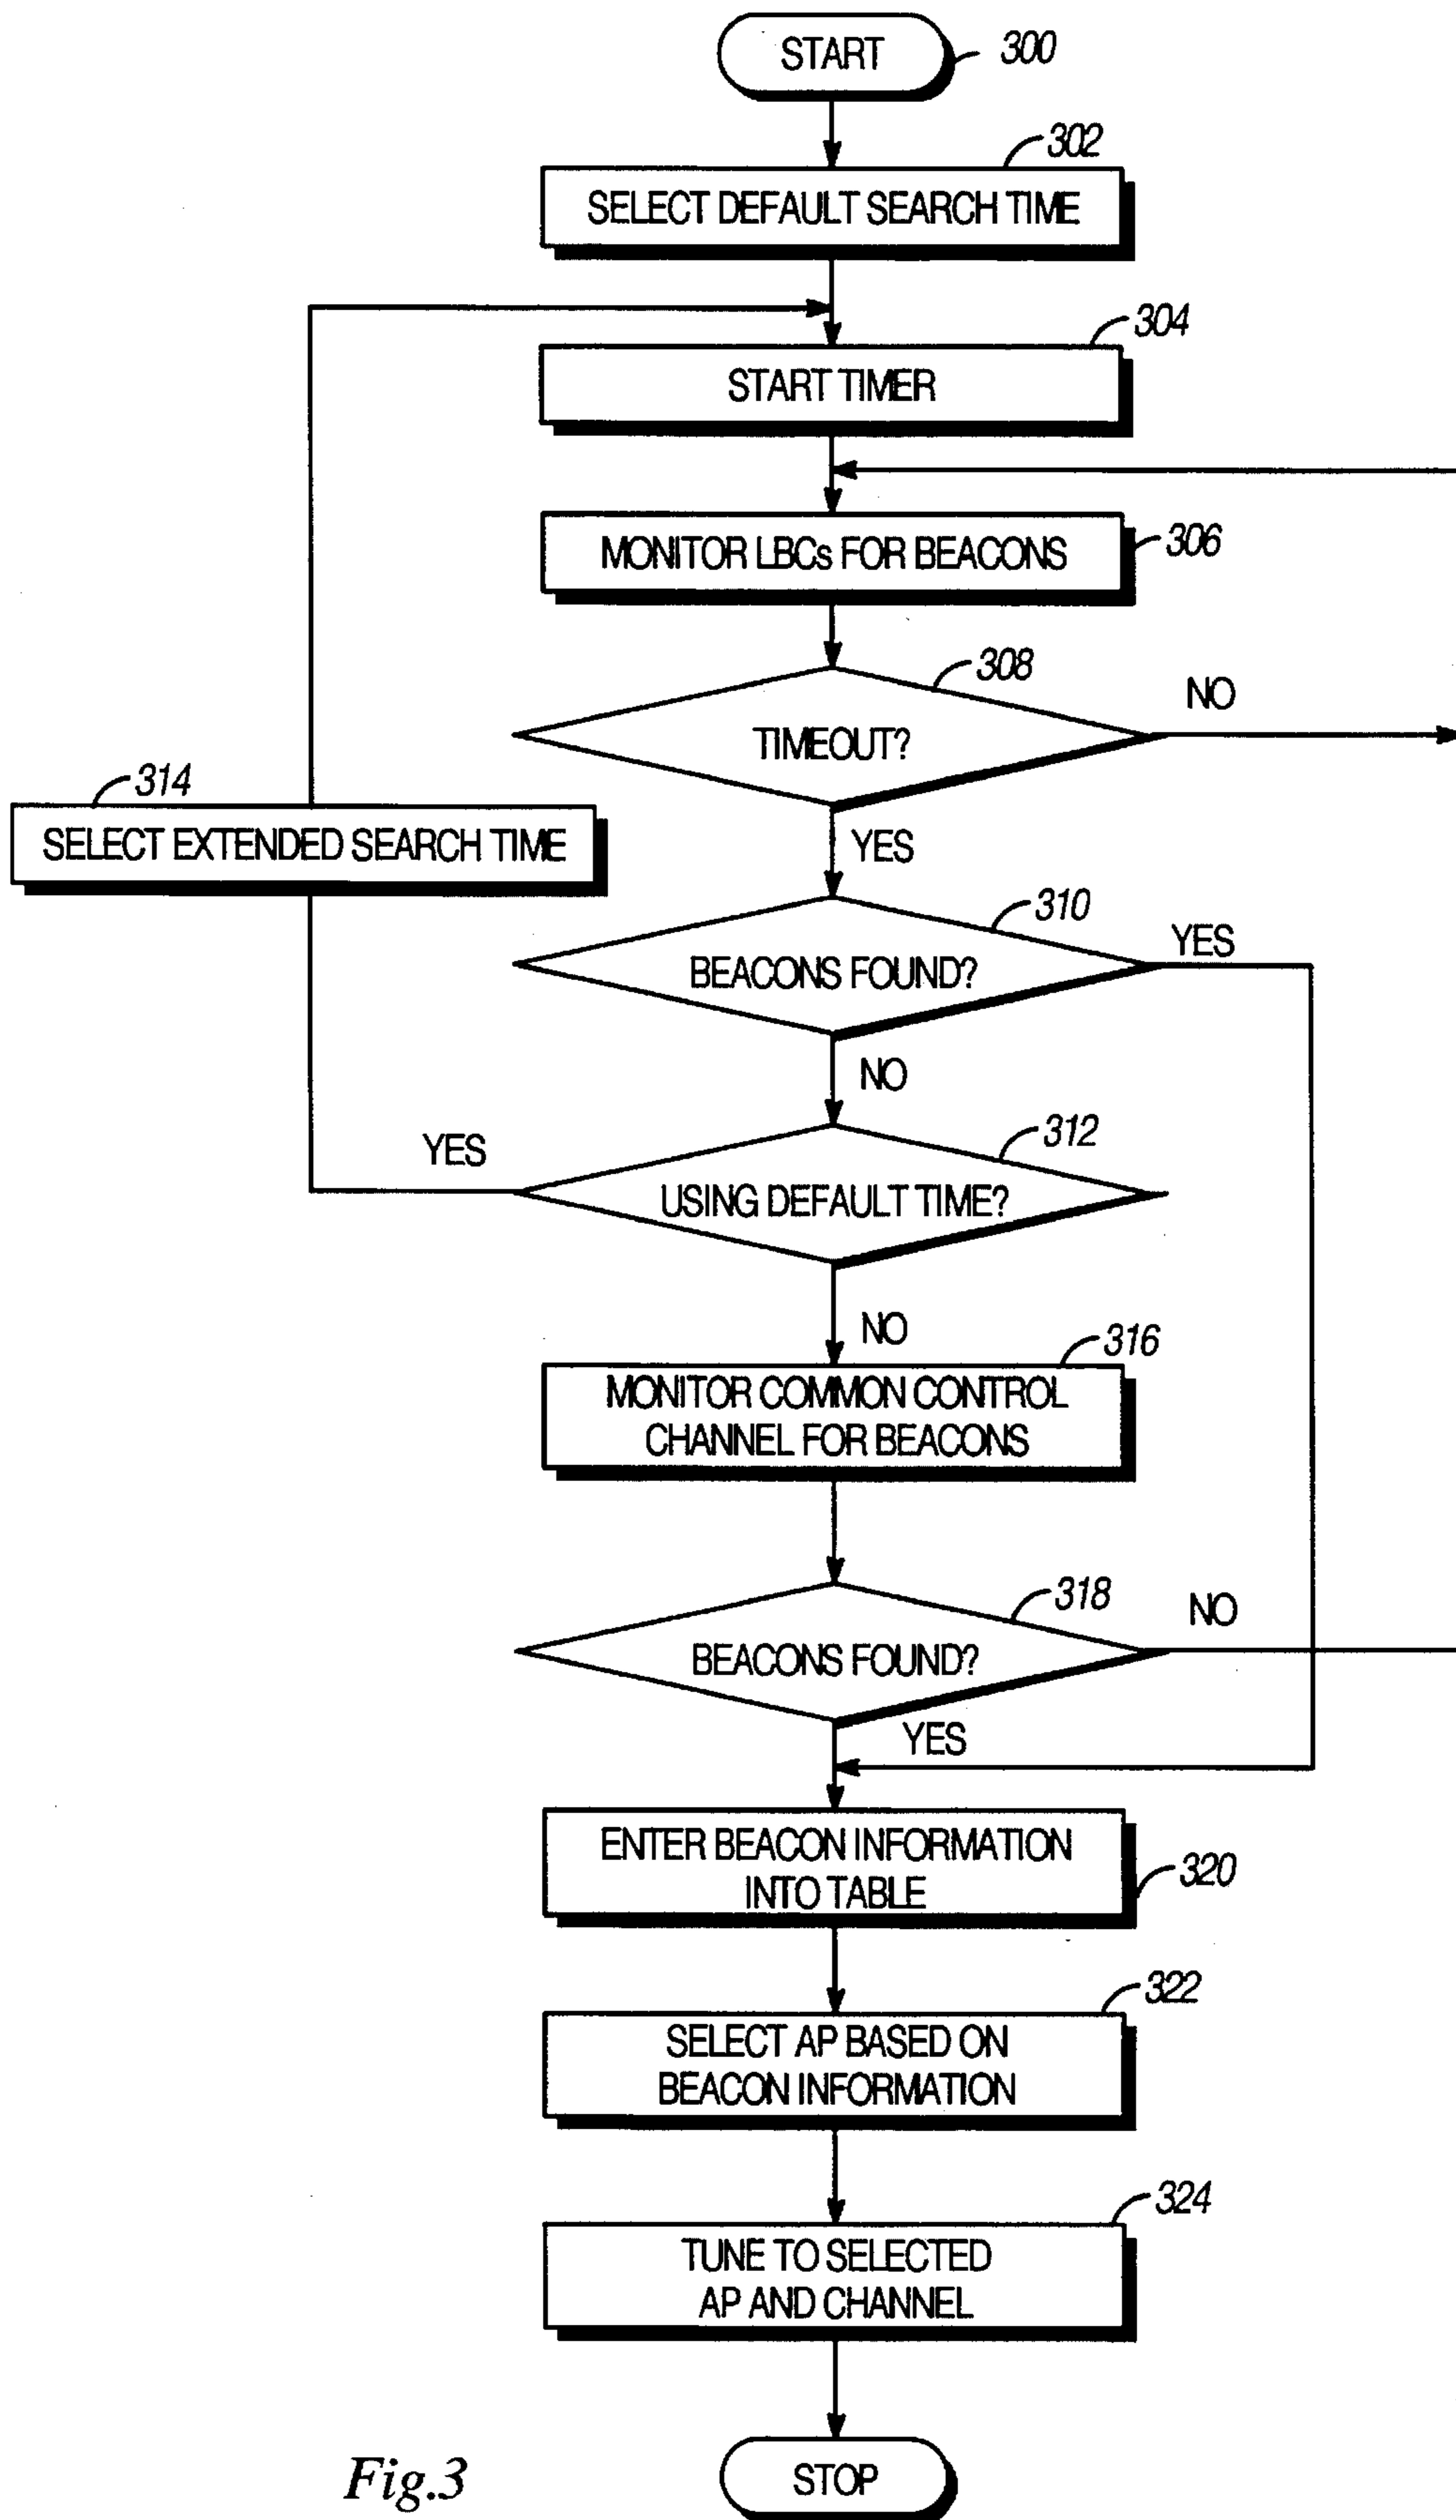 START
300
302
SELECT DEFAULT SEARCH TIME
304
START TIMER
MONITOR LBCs FOR BEACONS
306
308
NO
TIMEOUT?
314
SELECT EXTENDED SEARCH TIME
YES
310
YES
BEACONS FOUND?
NO
312
YES
USING DEFAULT TIME?
NO
316
MONITOR COMMON CONTROL
CHANNEL FOR BEACONS
318
NO
BEACONS FOUND?
YES
ENTER BEACON INFORMATION
INTO TABLE
320
322
SELECT AP BASED ON
BEACON INFORMATION
324
TUNE TO SELECTED
AP AND CHANNEL
STOP
Fig.3